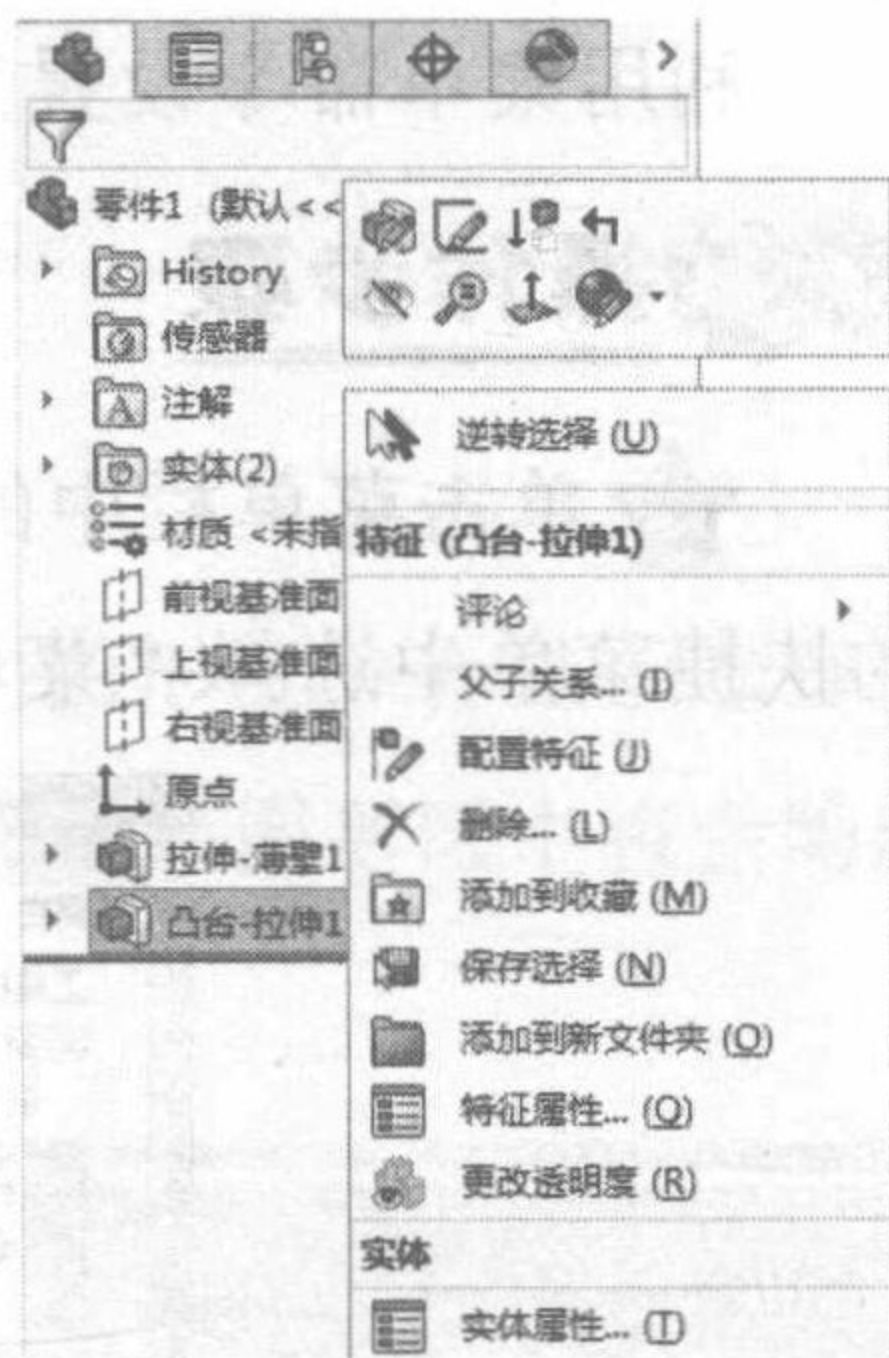 零件1 (默认<<
History
传感器
注解
实体(2)
材质 <未指
前视基准面
上视基准面
右视基准面
原点
拉伸-薄壁1
凸台-拉伸1
逆转选择 (U)
特征 (凸台-拉伸1)
评论
父子关系... (I)
配置特征 (J)
删除... (L)
添加到收藏 (M)
保存选择 (N)
添加到新文件夹 (O)
特征属性... (Q)
更改透明度 (R)
实体
实体属性... (T)